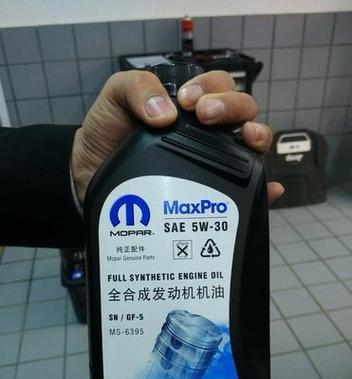 MaxPro
SAE 5W-30
MOPAR
纯正配件
Mopar Genuine Parts
FULL SYNTHETIC ENGINE OIL
全合成发动机机油
SN / GF-5
MS-6395